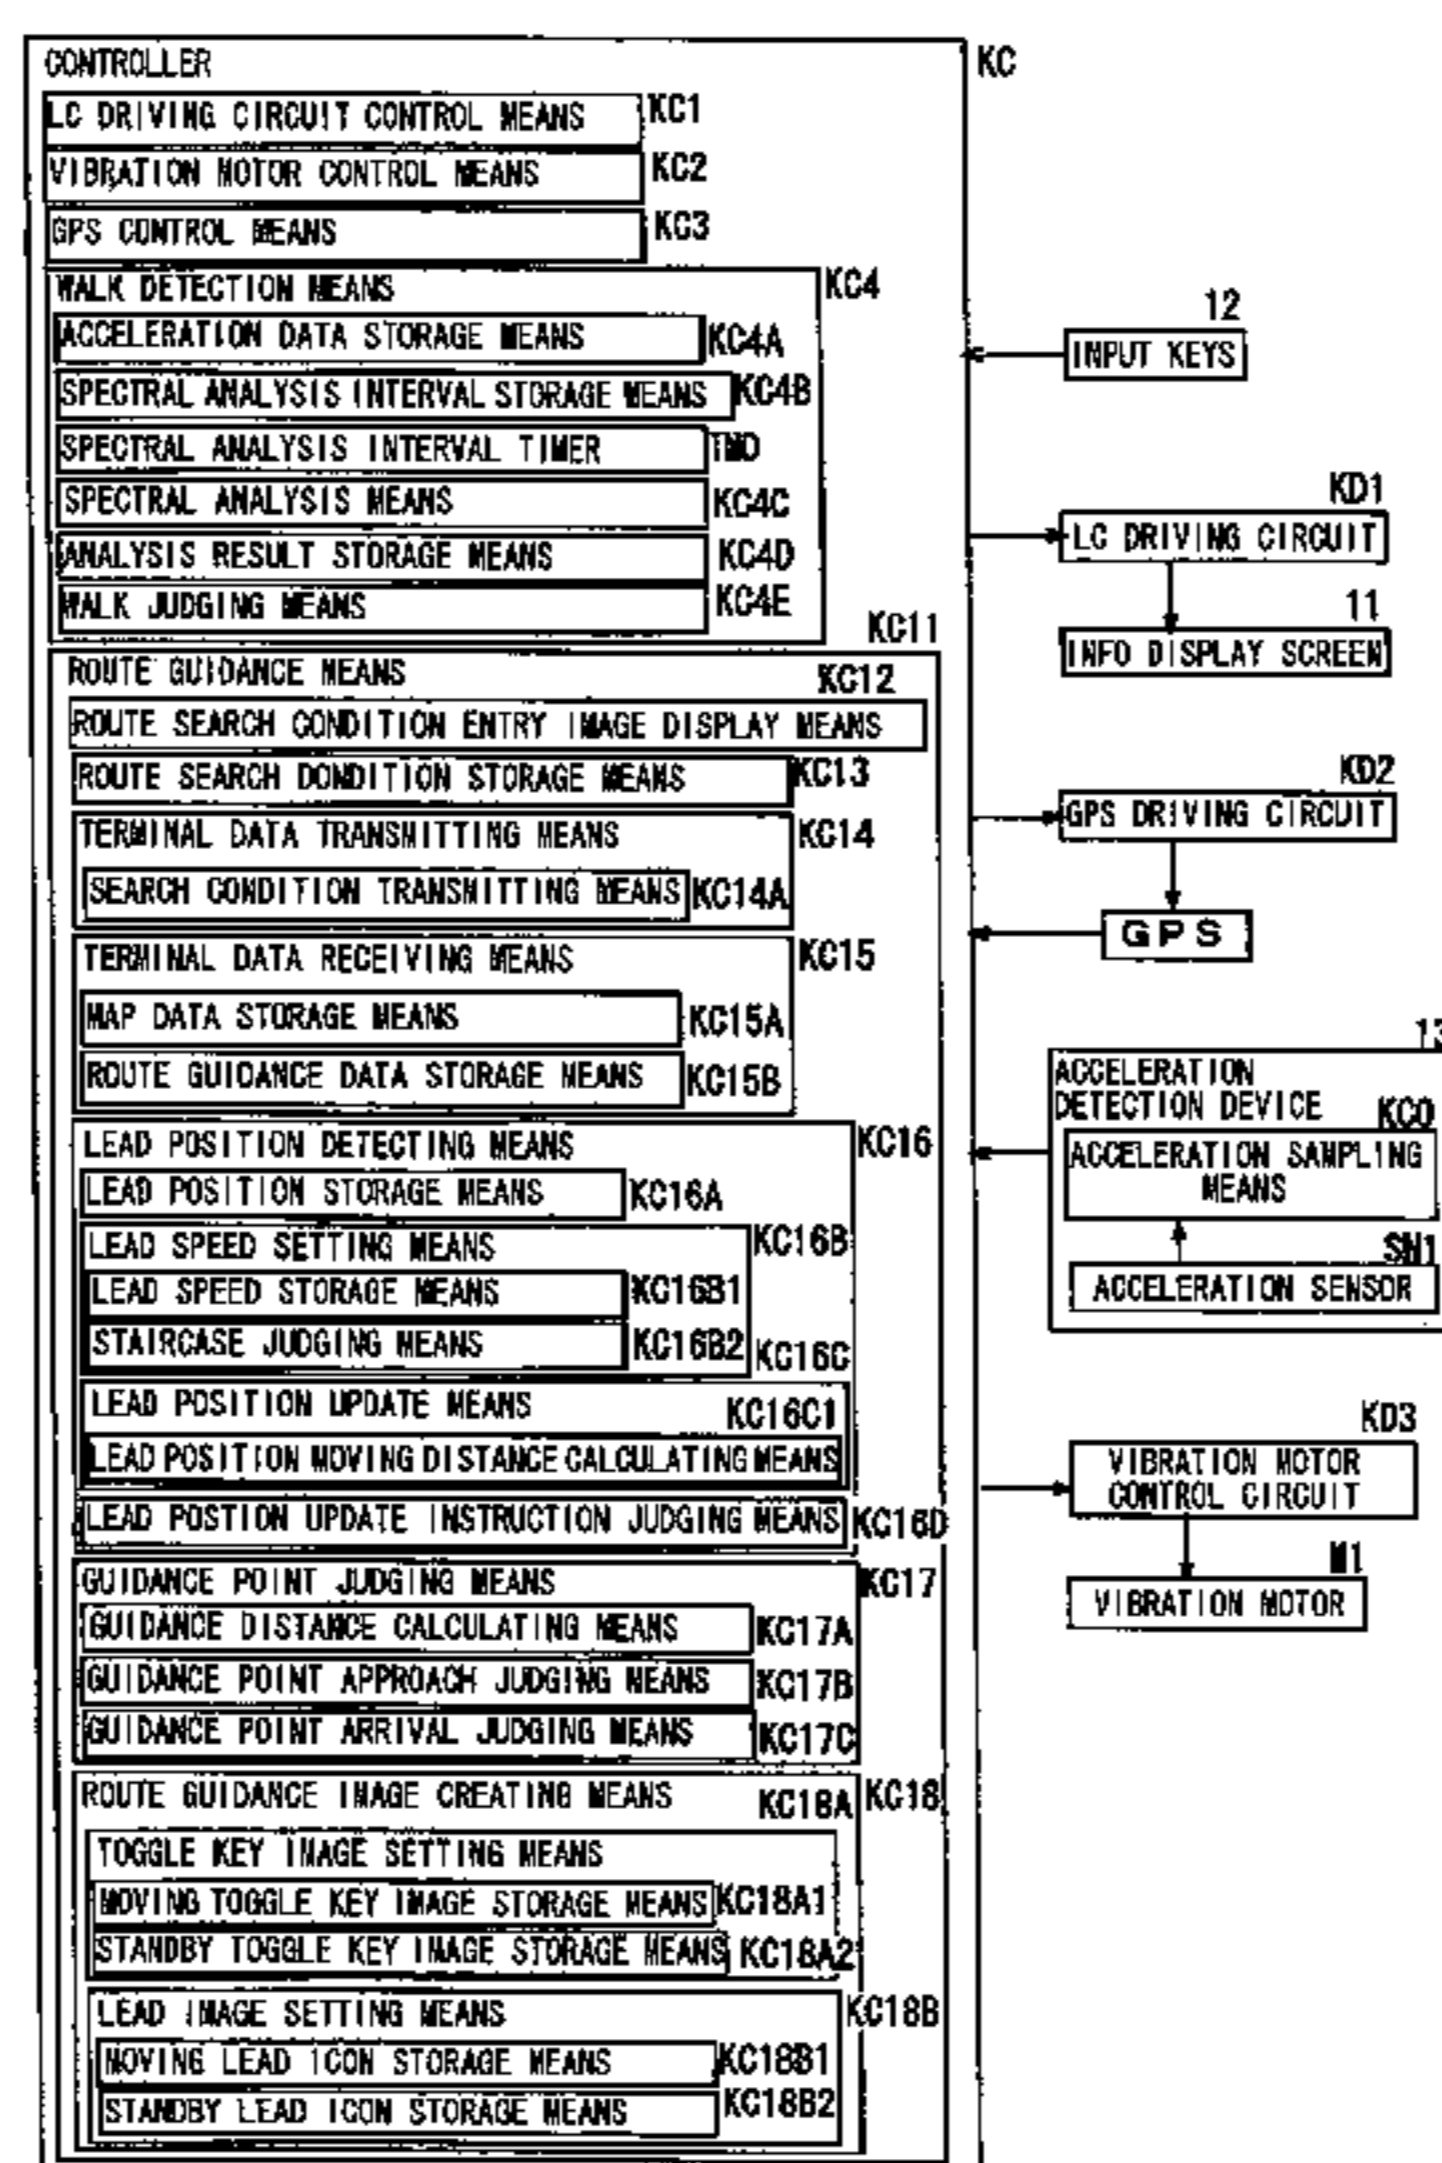 CONTROLLER
KC
LC DRIVING CIRCUIT CONTROL MEANS
KC1
VIBRATION MOTOR CONTROL MEANS
KC2
GPS CONTROL MEANS
KC3
WALK DETECTION MEANS
KC4
ACCELERATION DATA STORAGE MEANS
KC4A
SPECTRAL ANALYSIS INTERVAL STORAGE MEANS
KC4B
SPECTRAL ANALYSIS INTERVAL TIMER
SPECTRAL ANALYSIS MEANS
KC4C
ANALYSIS RESULT STORAGE MEANS
KC4D
WALK JUDGING MEANS
KC4E
KC11
ROUTE GUIDANCE MEANS
KC12
ROUTE SEARCH CONDITION ENTRY IMAGE DISPLAY MEANS
ROUTE SEARCH DONDITION STORAGE MEANS
KC13
TERMINAL DATA TRANSMITTING MEANS
KC14
SEARCH CONDITION TRANSMITTING MEANS
KC14A
TERMINAL DATA RECEIVING MEANS
KC15
MAP DATA STORAGE MEANS
KC15A
ROUTE GUIDANCE DATA STORAGE MEANS
KC15B
LEAD POSITION DETECTING MEANS
KC16
LEAD POSITION STORAGE MEANS
KC16A
LEAD SPEED SETTING MEANS
KC16B
LEAD SPEED STORAGE MEANS
KC16B1
STAIRCASE JUDGING MEANS
KC16B2
KC16C
LEAD POSITION UPDATE MEANS
KC16C1
LEAD POSITION MOVING DISTANCE CALCULATING MEANS
LEAD POSTION UPDATE INSTRUCTION JUDGING MEANS
KC16D
GUIDANCE POINT JUDGING MEANS
KC17
GUIDANCE DISTANCE CALCULATING MEANS
KC17A
GUIDANCE POINT APPROACH JUDGING MEANS
KC17B
GUIDANCE POINT ARRIVAL JUDGING MEANS
KC17C
ROUTE GUIDANCE IMAGE CREATING MEANS
KC18A
KC18
TOGGLE KEY IMAGE SETTING MEANS
MOVING TOGGLE KEY IMAGE STORAGE MEANS
KC18A1
STANDBY TOGGLE KEY IMAGE STORAGE MEANS
KC18A2
LEAD IMAGE SETTING MEANS
KC18B
MOVING LEAD ICON STORAGE MEANS
KC18B1
STANDBY LEAD ICON STORAGE MEANS
KC18B2
12
INPUT KEYS
KD1
LC DRIVING CIRCUIT
11
INFO DISPLAY SCREEN
KD2
GPS DRIVING CIRCUIT
GPS
13
ACCELERATION
DETECTION DEVICE
KC0
ACCELERATION SAMPLING
MEANS
SN1
ACCELERATION SENSOR
KD3
VIBRATION MOTOR
CONTROL CIRCUIT
M1
VIBRATION MOTOR